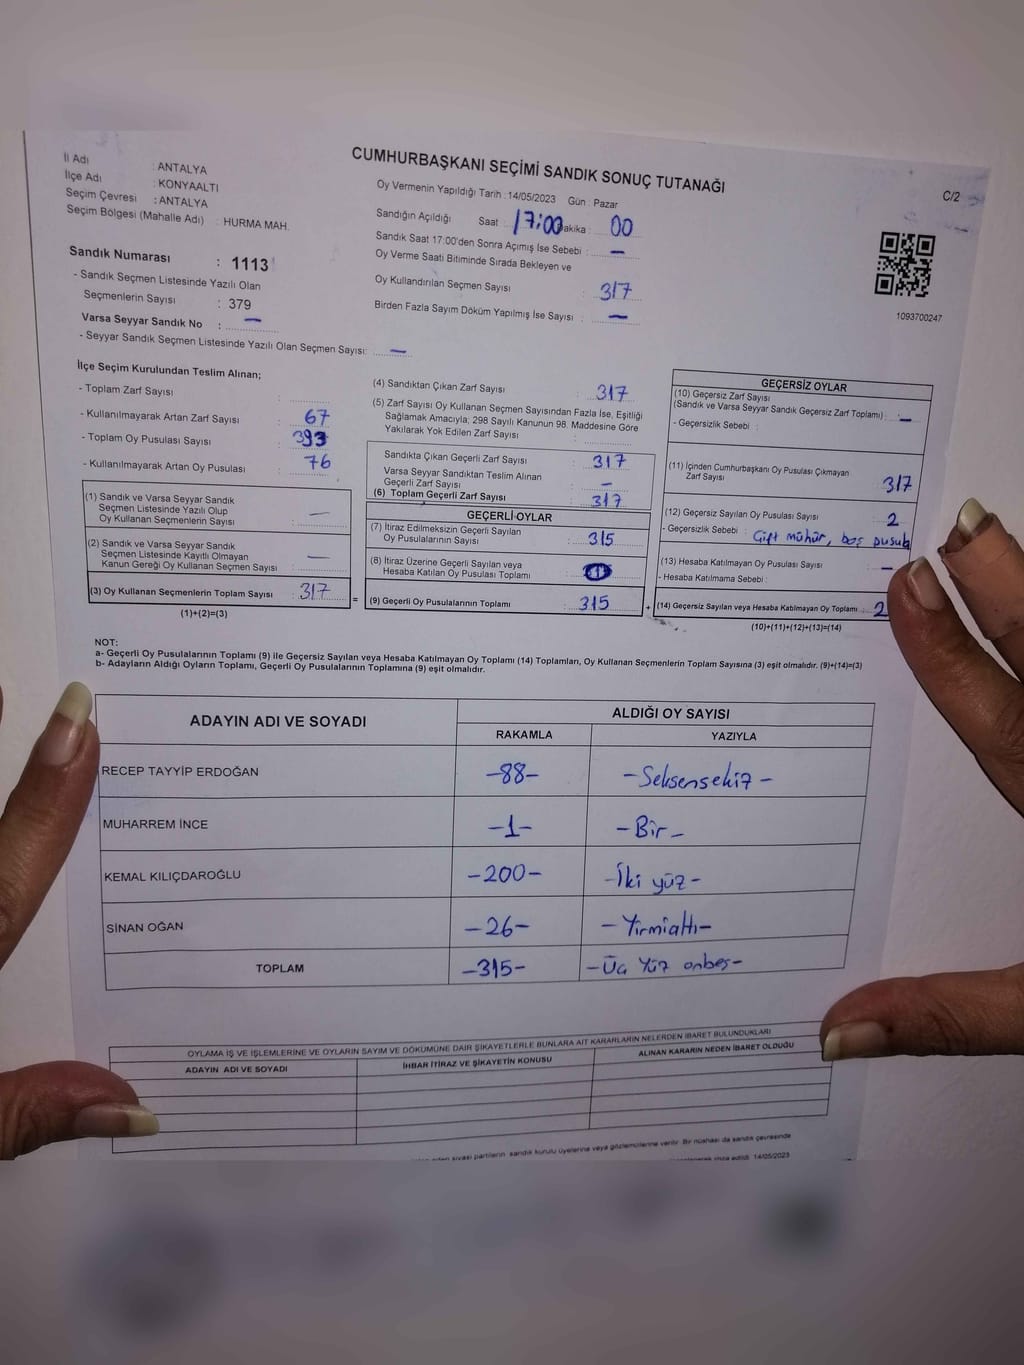 CUMHURBAŞKANI SEÇİMİ SANDIK SONUÇ TUTANAĞI
C/2
İl Adı : ANTALYA
İlçe Adı : KONYAALTI
Seçim Çevresi : ANTALYA
Seçim Bölgesi (Mahalle Adı) : HURMA MAH.
Sandık Numarası : 1113
- Sandık Seçmen Listesinde Yazılı Olan
Seçmenlerin Sayısı : 379
Varsa Seyyar Sandık No : —
- Seyyar Sandık Seçmen Listesinde Yazılı Olan Seçmen Sayısı: —
Oy Vermenin Yapıldığı Tarih : 14/05/2023 Gün : Pazar
Sandığın Açıldığı Saat 17:00 Dakika : 00
Sandık Saat 17:00'den Sonra Açımış İse Sebebi : —
Oy Verme Saati Bitiminde Sırada Bekleyen ve
Oy Kullandırılan Seçmen Sayısı : 317
Birden Fazla Sayım Döküm Yapılmış İse Sayısı : —
1093700247
İlçe Seçim Kurulundan Teslim Alınan;
- Toplam Zarf Sayısı :
- Kullanılmayarak Artan Zarf Sayısı : 67
- Toplam Oy Pusulası Sayısı : 393
- Kullanılmayarak Artan Oy Pusulası : 76
(1) Sandık ve Varsa Seyyar Sandık
Seçmen Listesinde Yazılı Olup
Oy Kullanan Seçmenlerin Sayısı : —
(2) Sandık ve Varsa Seyyar Sandık
Seçmen Listesinde Kayıtlı Olmayan
Kanun Gereği Oy Kullanan Seçmen Sayısı : —
(3) Oy Kullanan Seçmenlerin Toplam Sayısı : 317
(1)+(2)=(3)
(4) Sandıktan Çıkan Zarf Sayısı : 317
(5) Zarf Sayısı Oy Kullanan Seçmen Sayısından Fazla İse, Eşitliği
Sağlamak Amacıyla; 298 Sayılı Kanunun 98. Maddesine Göre
Yakılarak Yok Edilen Zarf Sayısı :
Sandıkta Çıkan Geçerli Zarf Sayısı : 317
Varsa Seyyar Sandıktan Teslim Alınan
Geçerli Zarf Sayısı : —
(6) Toplam Geçerli Zarf Sayısı : 317
GEÇERLİ OYLAR
(7) İtiraz Edilmeksizin Geçerli Sayılan
Oy Pusulalarının Sayısı : 315
(8) İtiraz Üzerine Geçerli Sayılan veya
Hesaba Katılan Oy Pusulası Toplamı :
= (9) Geçerli Oy Pusulalarının Toplamı : 315 +
GEÇERSİZ OYLAR
(10) Geçersiz Zarf Sayısı
(Sandık ve Varsa Seyyar Sandık Geçersiz Zarf Toplamı) : —
- Geçersizlik Sebebi :
(11) İçinden Cumhurbaşkanı Oy Pusulası Çıkmayan
Zarf Sayısı 317
(12) Geçersiz Sayılan Oy Pusulası Sayısı : 2
- Geçersizlik Sebebi : Çift mühür, boş pusula
(13) Hesaba Katılmayan Oy Pusulası Sayısı : —
- Hesaba Katılmama Sebebi :
(14) Geçersiz Sayılan veya Hesaba Katılmayan Oy Toplamı : 2
(10)+(11)+(12)+(13)=(14)
NOT:
a- Geçerli Oy Pusulalarının Toplamı (9) ile Geçersiz Sayılan veya Hesaba Katılmayan Oy Toplamı (14) Toplamları, Oy Kullanan Seçmenlerin Toplam Sayısına (3) eşit olmalıdır. (9)+(14)=(3)
b- Adayların Aldığı Oyların Toplamı, Geçerli Oy Pusulalarının Toplamına (9) eşit olmalıdır.
ADAYIN ADI VE SOYADI ALDIĞI OY SAYISI
RAKAMLA YAZIYLA
RECEP TAYYİP ERDOĞAN -88- -Seksensekiz-
MUHARREM İNCE -1- -Bir-
KEMAL KILIÇDAROĞLU -200- -İki yüz-
SİNAN OĞAN -26- -Yirmialtı-
TOPLAM -315- -Üç Yüz onbeş-
OYLAMA İŞ VE İŞLEMLERİNE VE OYLARIN SAYIM VE DÖKÜMÜNE DAİR ŞİKAYETLERLE BUNLARA AİT KARARLARIN NELERDEN İBARET BULUNDUKLARI
ADAYIN ADI VE SOYADI İHBAR İTİRAZ VE ŞİKAYETİN KONUSU ALINAN KARARIN NEDEN İBARET OLDUĞU
siyasi partilerin sandık kurulu üyelerine veya gözlemcilerine verilir. Bir nüshası da sandık çevresinde
imza edildi. 14/05/2023